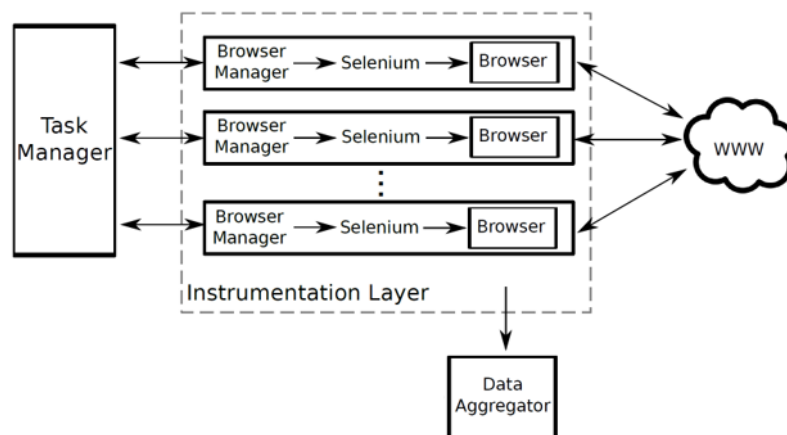 Task
Manager
Browser
Manager
Selenium
Browser
Browser
Manager
Selenium
Browser
Browser
Manager
Selenium
Browser
Instrumentation Layer
WWW
Data
Aggregator